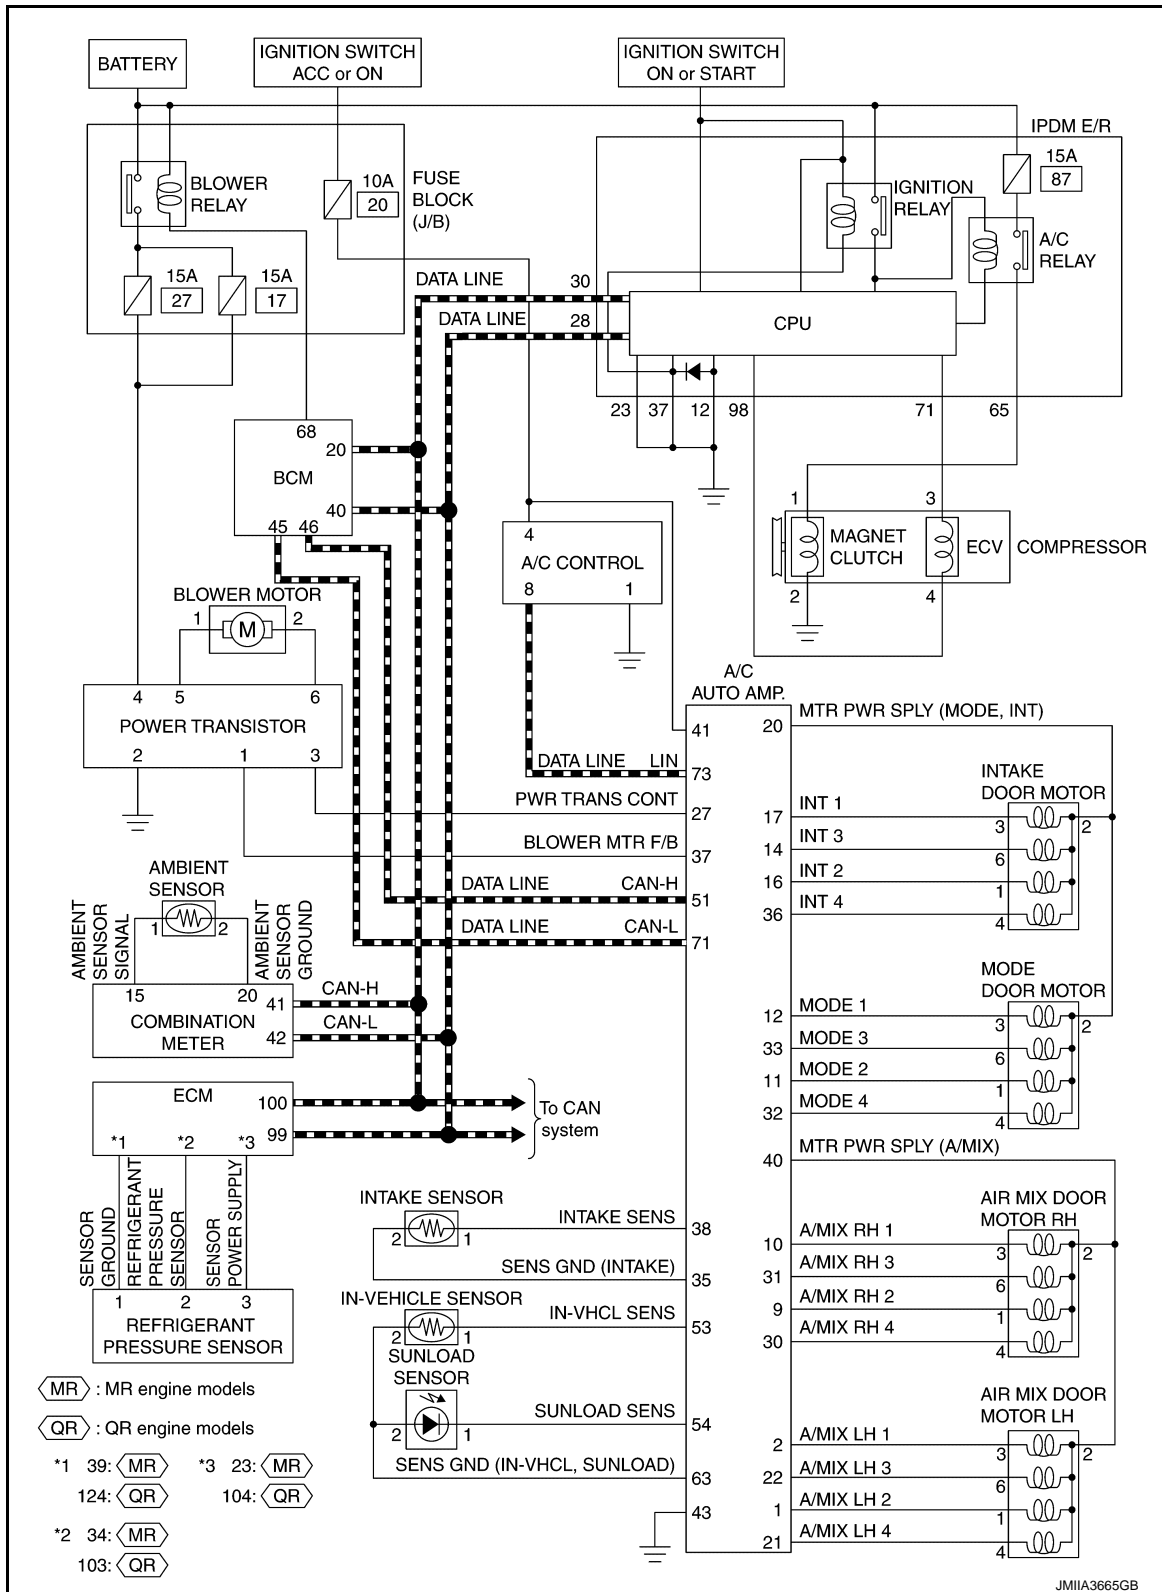 BATTERY
IGNITION SWITCH
ACC or ON
IGNITION SWITCH
ON or START
IPDM E/R
BLOWER
RELAY
10A
20
FUSE
BLOCK
(J/B)
15A
27
15A
17
15A
87
IGNITION
RELAY
A/C
RELAY
DATA LINE
30
DATA LINE
28
CPU
23
37
12
98
71
65
68
20
BCM
40
45
46
4
A/C CONTROL
8
1
1
3
MAGNET
CLUTCH
ECV
COMPRESSOR
2
4
BLOWER MOTOR
1
M
2
4
5
6
POWER TRANSISTOR
2
1
3
A/C
AUTO AMP.
41
20
MTR PWR SPLY (MODE, INT)
DATA LINE
LIN
73
PWR TRANS CONT
27
BLOWER MTR F/B
37
DATA LINE
CAN-H
51
DATA LINE
CAN-L
71
INTAKE
DOOR MOTOR
17
INT 1
3
2
14
INT 3
6
16
INT 2
1
36
INT 4
4
AMBIENT
SENSOR
1
2
AMBIENT
SENSOR
SIGNAL
AMBIENT
SENSOR
GROUND
15
20
41
CAN-H
COMBINATION
METER
42
CAN-L
MODE
DOOR MOTOR
12
MODE 1
3
2
33
MODE 3
6
11
MODE 2
1
32
MODE 4
4
ECM
100
99
*1
*2
*3
To CAN
system
40
MTR PWR SPLY (A/MIX)
SENSOR
GROUND
REFRIGERANT
PRESSURE
SENSOR
SENSOR
POWER SUPPLY
1
2
3
REFRIGERANT
PRESSURE SENSOR
INTAKE SENSOR
2
1
INTAKE SENS
38
SENS GND (INTAKE)
35
IN-VEHICLE SENSOR
2
1
IN-VHCL SENS
53
SUNLOAD
SENSOR
2
1
SUNLOAD SENS
54
SENS GND (IN-VHCL, SUNLOAD)
63
43
AIR MIX DOOR
MOTOR RH
10
A/MIX RH 1
3
2
31
A/MIX RH 3
6
9
A/MIX RH 2
1
30
A/MIX RH 4
4
AIR MIX DOOR
MOTOR LH
2
A/MIX LH 1
3
2
22
A/MIX LH 3
6
1
A/MIX LH 2
1
21
A/MIX LH 4
4
MR : MR engine models
QR : QR engine models
*1 39: MR
124: QR
*3 23: MR
104: QR
*2 34: MR
103: QR
JMIIA3665GB